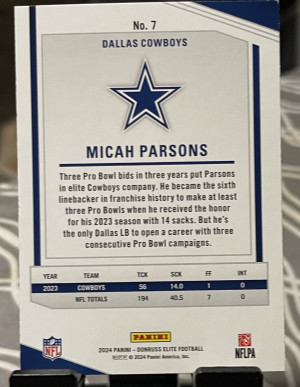 No. 7
DALLAS COWBOYS
MICAH PARSONS
Three Pro Bowl bids in three years put Parsons
in elite Cowboys company. He became the sixth
linebacker in franchise history to make at least
three Pro Bowls when he received the honor
for his 2023 season with 14 sacks. But he's
the only Dallas LB to open a career with three
consecutive Pro Bowl campaigns.
YEAR TEAM TCK SCK FF INT
2023 COWBOYS 56 14.0 1 0
NFL TOTALS 194 40.5 7 0
PANINI
2024 PANINI - DONRUSS ELITE FOOTBALL
© 2024 Panini America, Inc.
NFL
NFLPA